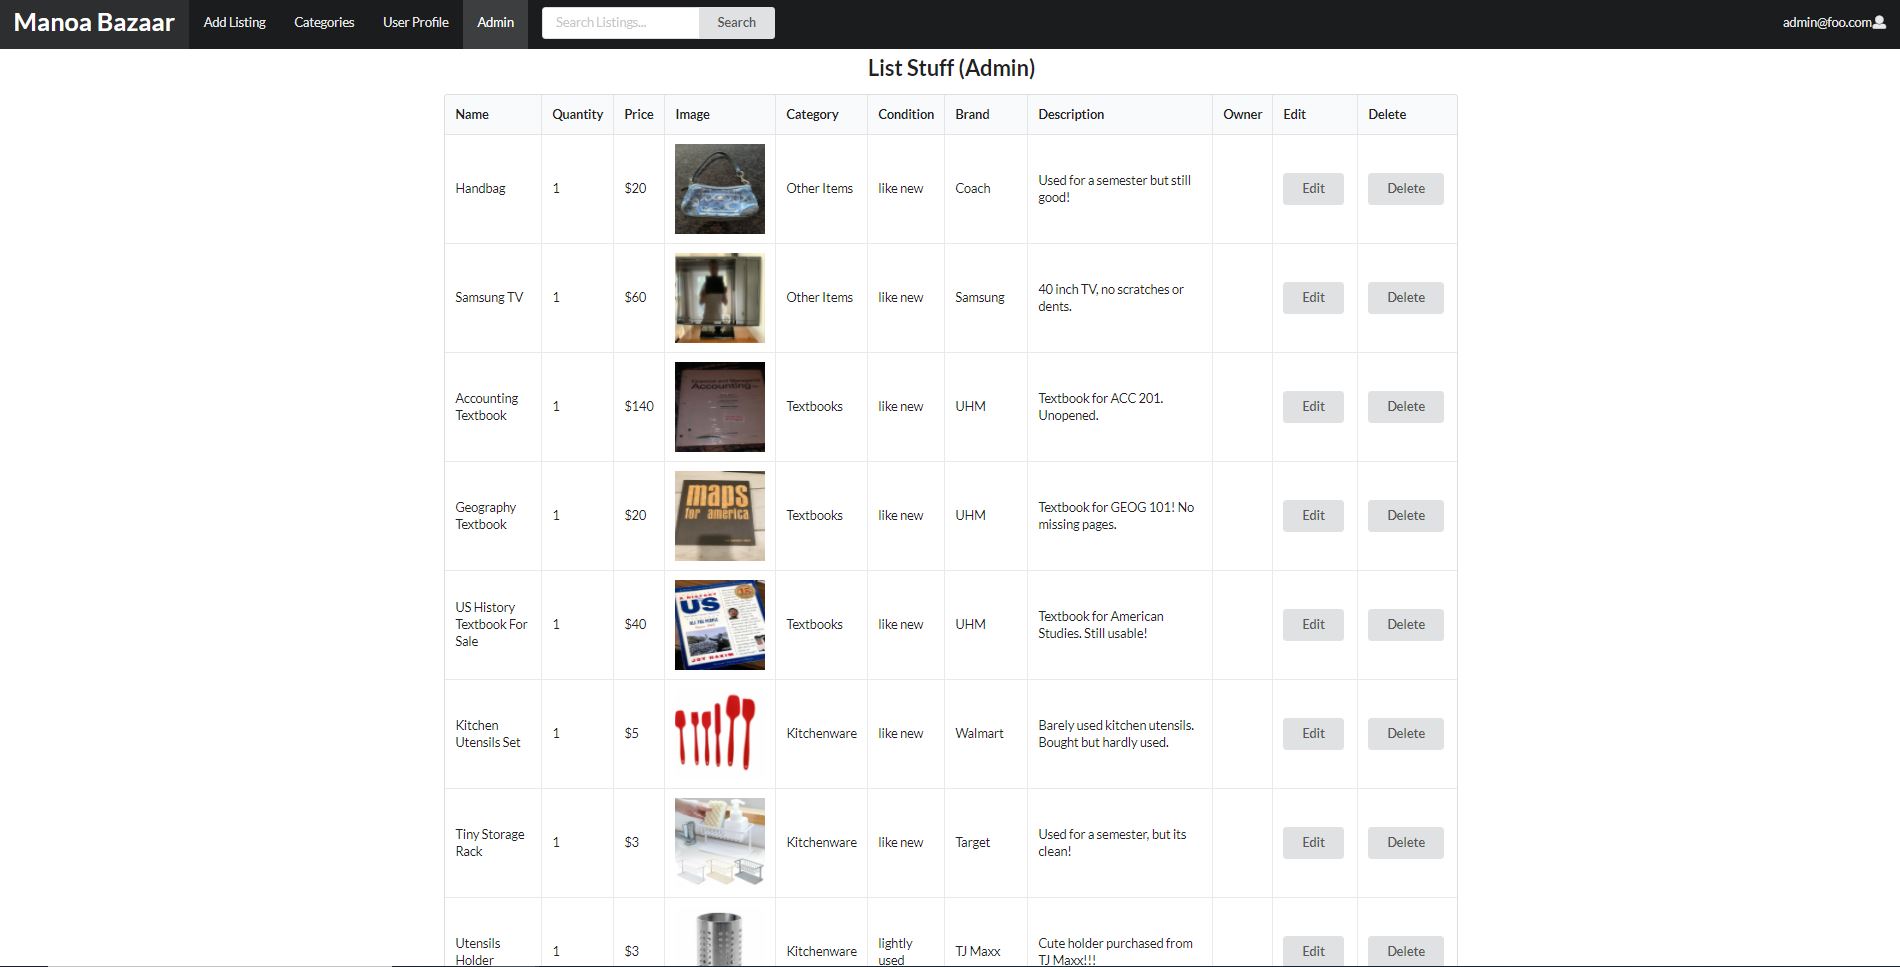 Manoa Bazaar Add Listing Categories User Profile Admin Search Listings... Search admin@foo.com
List Stuff (Admin)
Name Quantity Price Image Category Condition Brand Description Owner Edit Delete
Handbag 1 $20 Other Items like new Coach Used for a semester but still
good! Edit Delete
Samsung TV 1 $60 Other Items like new Samsung 40 inch TV, no scratches or
dents. Edit Delete
Accounting
Textbook 1 $140 Accounting Textbooks like new UHM Textbook for ACC 201.
Unopened. Edit Delete
Geography
Textbook 1 $20 maps
for america Textbooks like new UHM Textbook for GEOG 101! No
missing pages. Edit Delete
US History
Textbook For
Sale 1 $40 A HISTORY
US
ALL THE PEOPLE
JOY HAKIM Textbooks like new UHM Textbook for American
Studies. Still usable! Edit Delete
Kitchen
Utensils Set 1 $5 Kitchenware like new Walmart Barely used kitchen utensils.
Bought but hardly used. Edit Delete
Tiny Storage
Rack 1 $3 Kitchenware like new Target Used for a semester, but its
clean! Edit Delete
Utensils
Holder 1 $3 Kitchenware lightly
used TJ Maxx Cute holder purchased from
TJ Maxx!!! Edit Delete